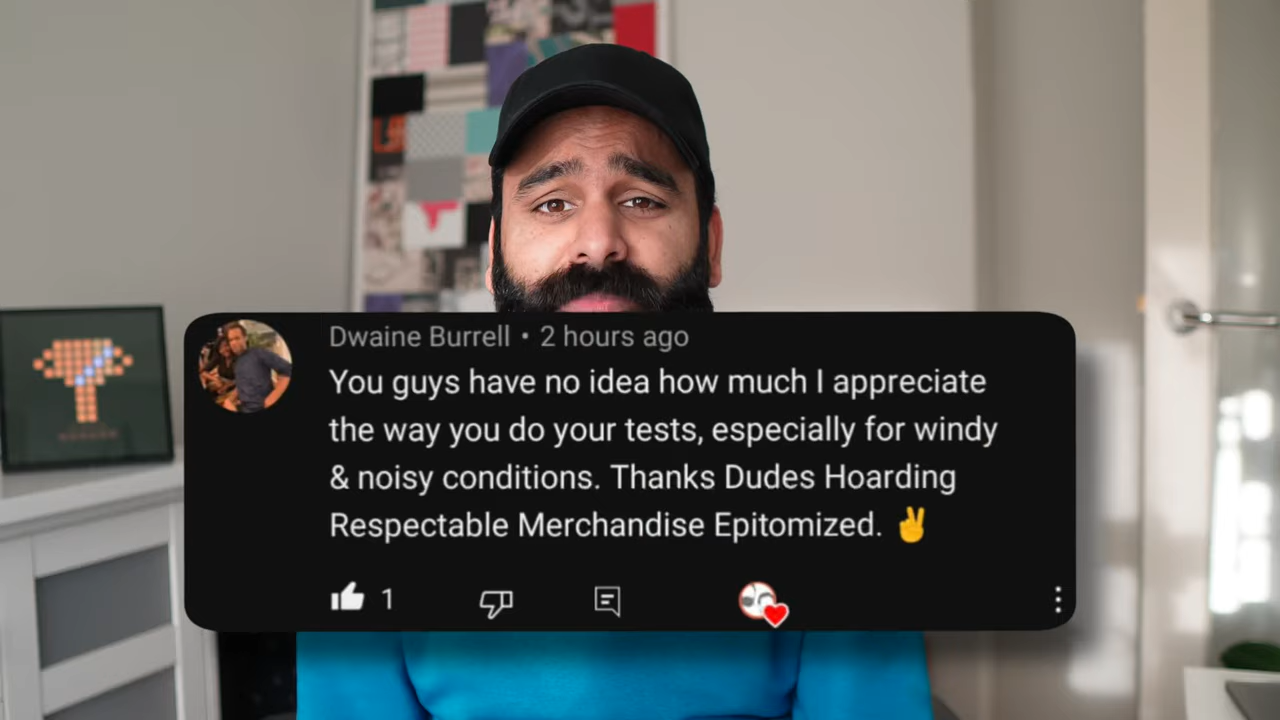 Dwaine Burrell • 2 hours ago
You guys have no idea how much I appreciate
the way you do your tests, especially for windy
& noisy conditions. Thanks Dudes Hoarding
Respectable Merchandise Epitomized. ✌
1